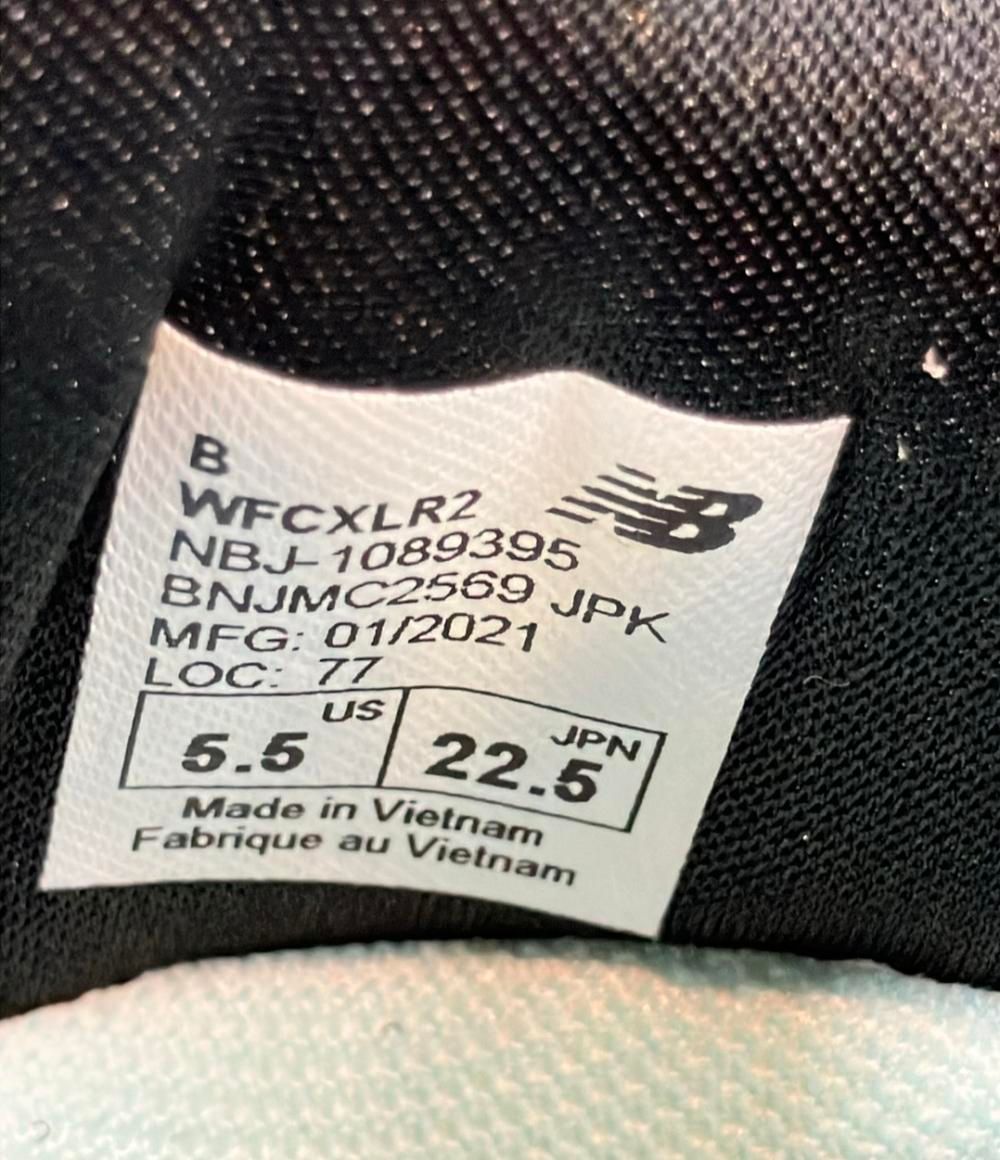 B
WFCXLR2
NB
NBJ-1089395
BNJMC2569 JPK
MFG: 01/2021
LOC: 77
US JPN
5.5 22.5
Made in Vietnam
Fabrique au Vietnam